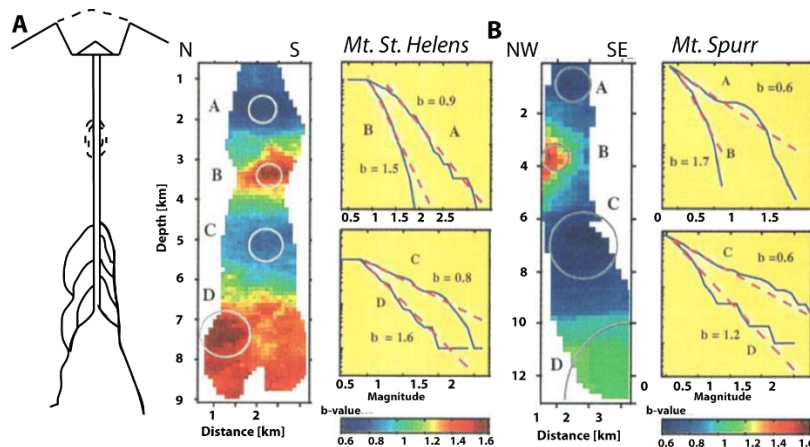 A
N
S
Mt. St. Helens
B
NW
SE_
Mt. Spurr
Depth [km]
1
2
3
4
5
6
7
8
9
A
B
C
D
1
2
3
Distance [km]
b = 0.9
B
A
b = 1.5
0.5 1 1.5 2 2.5
C
b = 0.8
D
b = 1.6
0.5 1 1.5 2
Magnitude
b-value
0.6 0.8 1 1.2 1.4 1.6
2
4
6
8
10
12
A
B
C
D
1 2 3 4
Distance [km]
A
b = 0.6
b = 1.7
B
0 0.5 1 1.5
C
b =0.6
b = 1.2
D
0 0.5 1 1.5 2
Magnitude
b-value
0.6 0.8 1 1.2 1.4 1.6